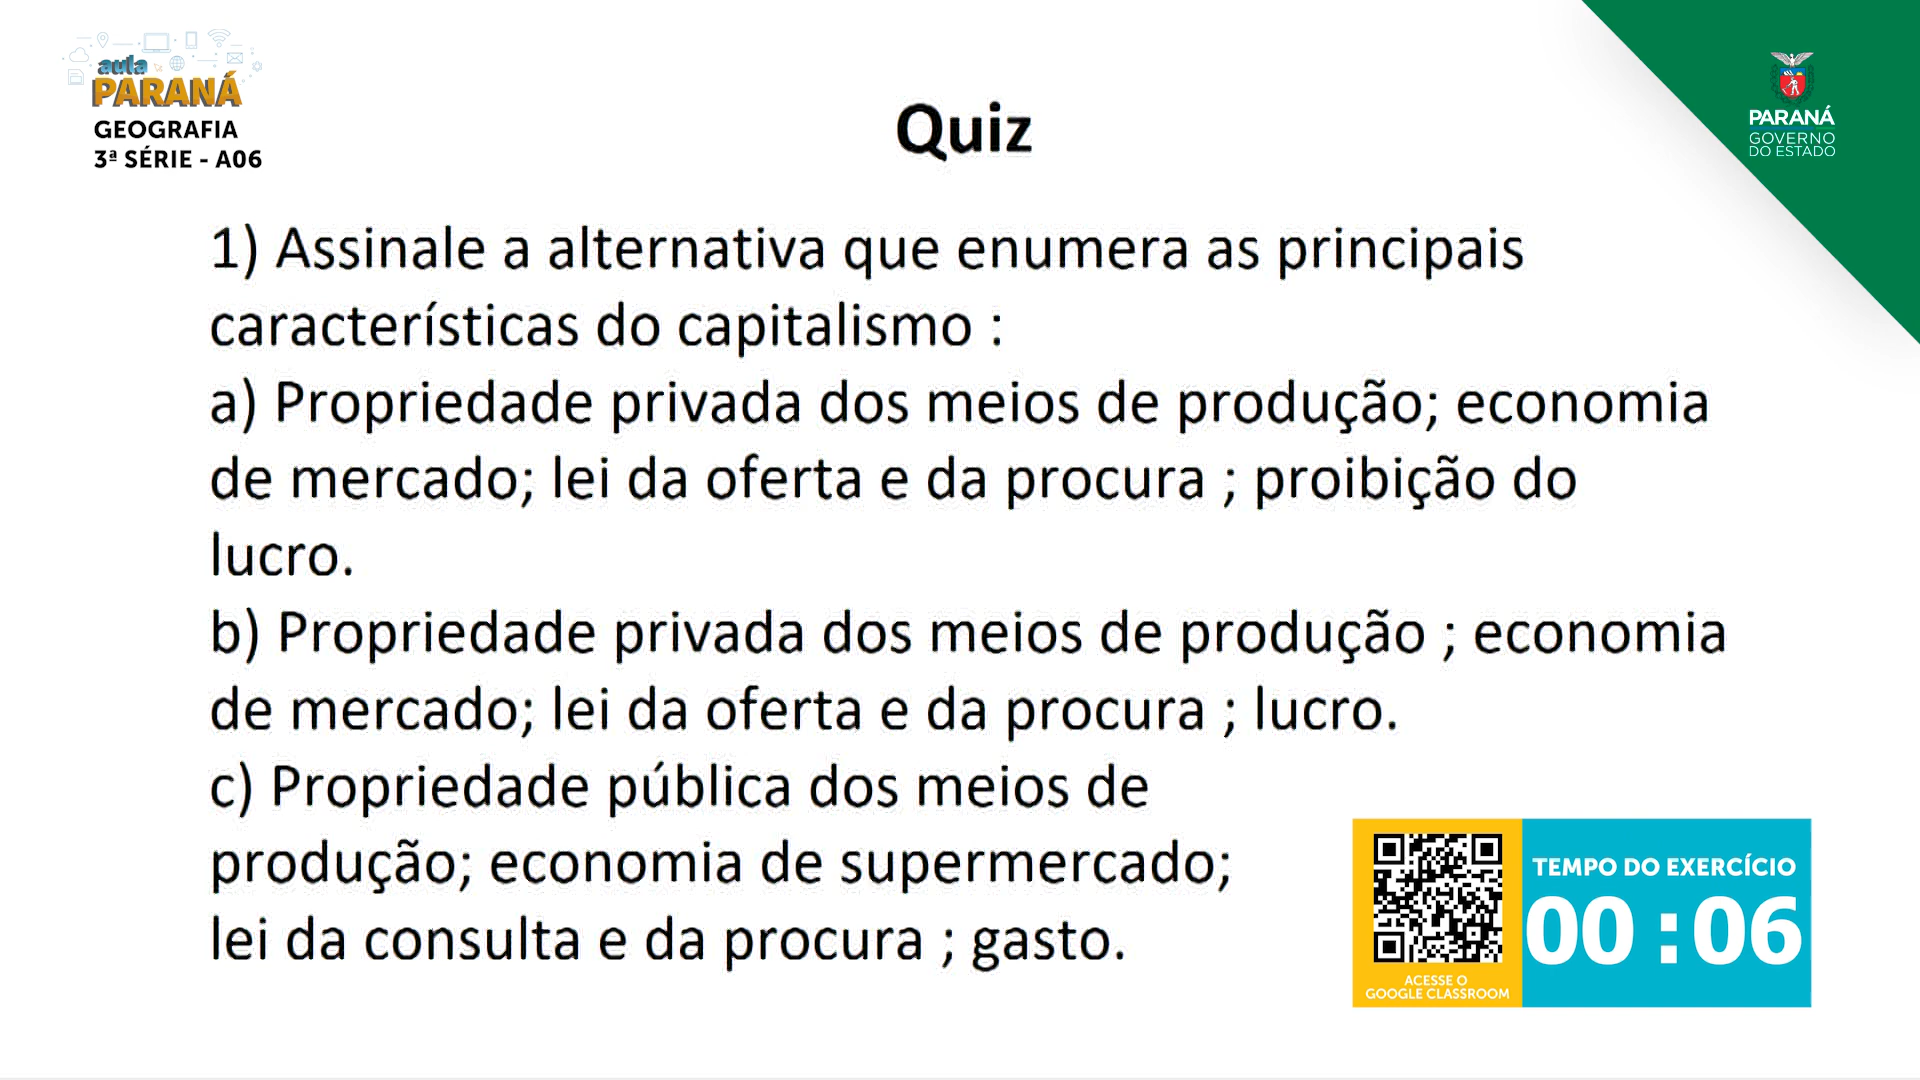 aula
PARANÁ
GEOGRAFIA
3ª SÉRIE - A06
Quiz
PARANÁ
GOVERNO
DO ESTADO
1) Assinale a alternativa que enumera as principais
características do capitalismo :
a) Propriedade privada dos meios de produção; economia
de mercado; lei da oferta e da procura ; proibição do
lucro.
b) Propriedade privada dos meios de produção ; economia
de mercado; lei da oferta e da procura ; lucro.
c) Propriedade pública dos meios de
produção; economia de supermercado;
lei da consulta e da procura ; gasto.
ACESSE O
GOOGLE CLASSROOM
TEMPO DO EXERCÍCIO
00 : 06